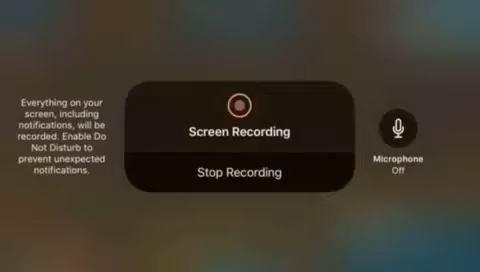 Everything on your
screen, including
notifications, will be
recorded. Enable Do
Not Disturb to
prevent unexpected
notifications.
Screen Recording
Stop Recording
Microphone
Off